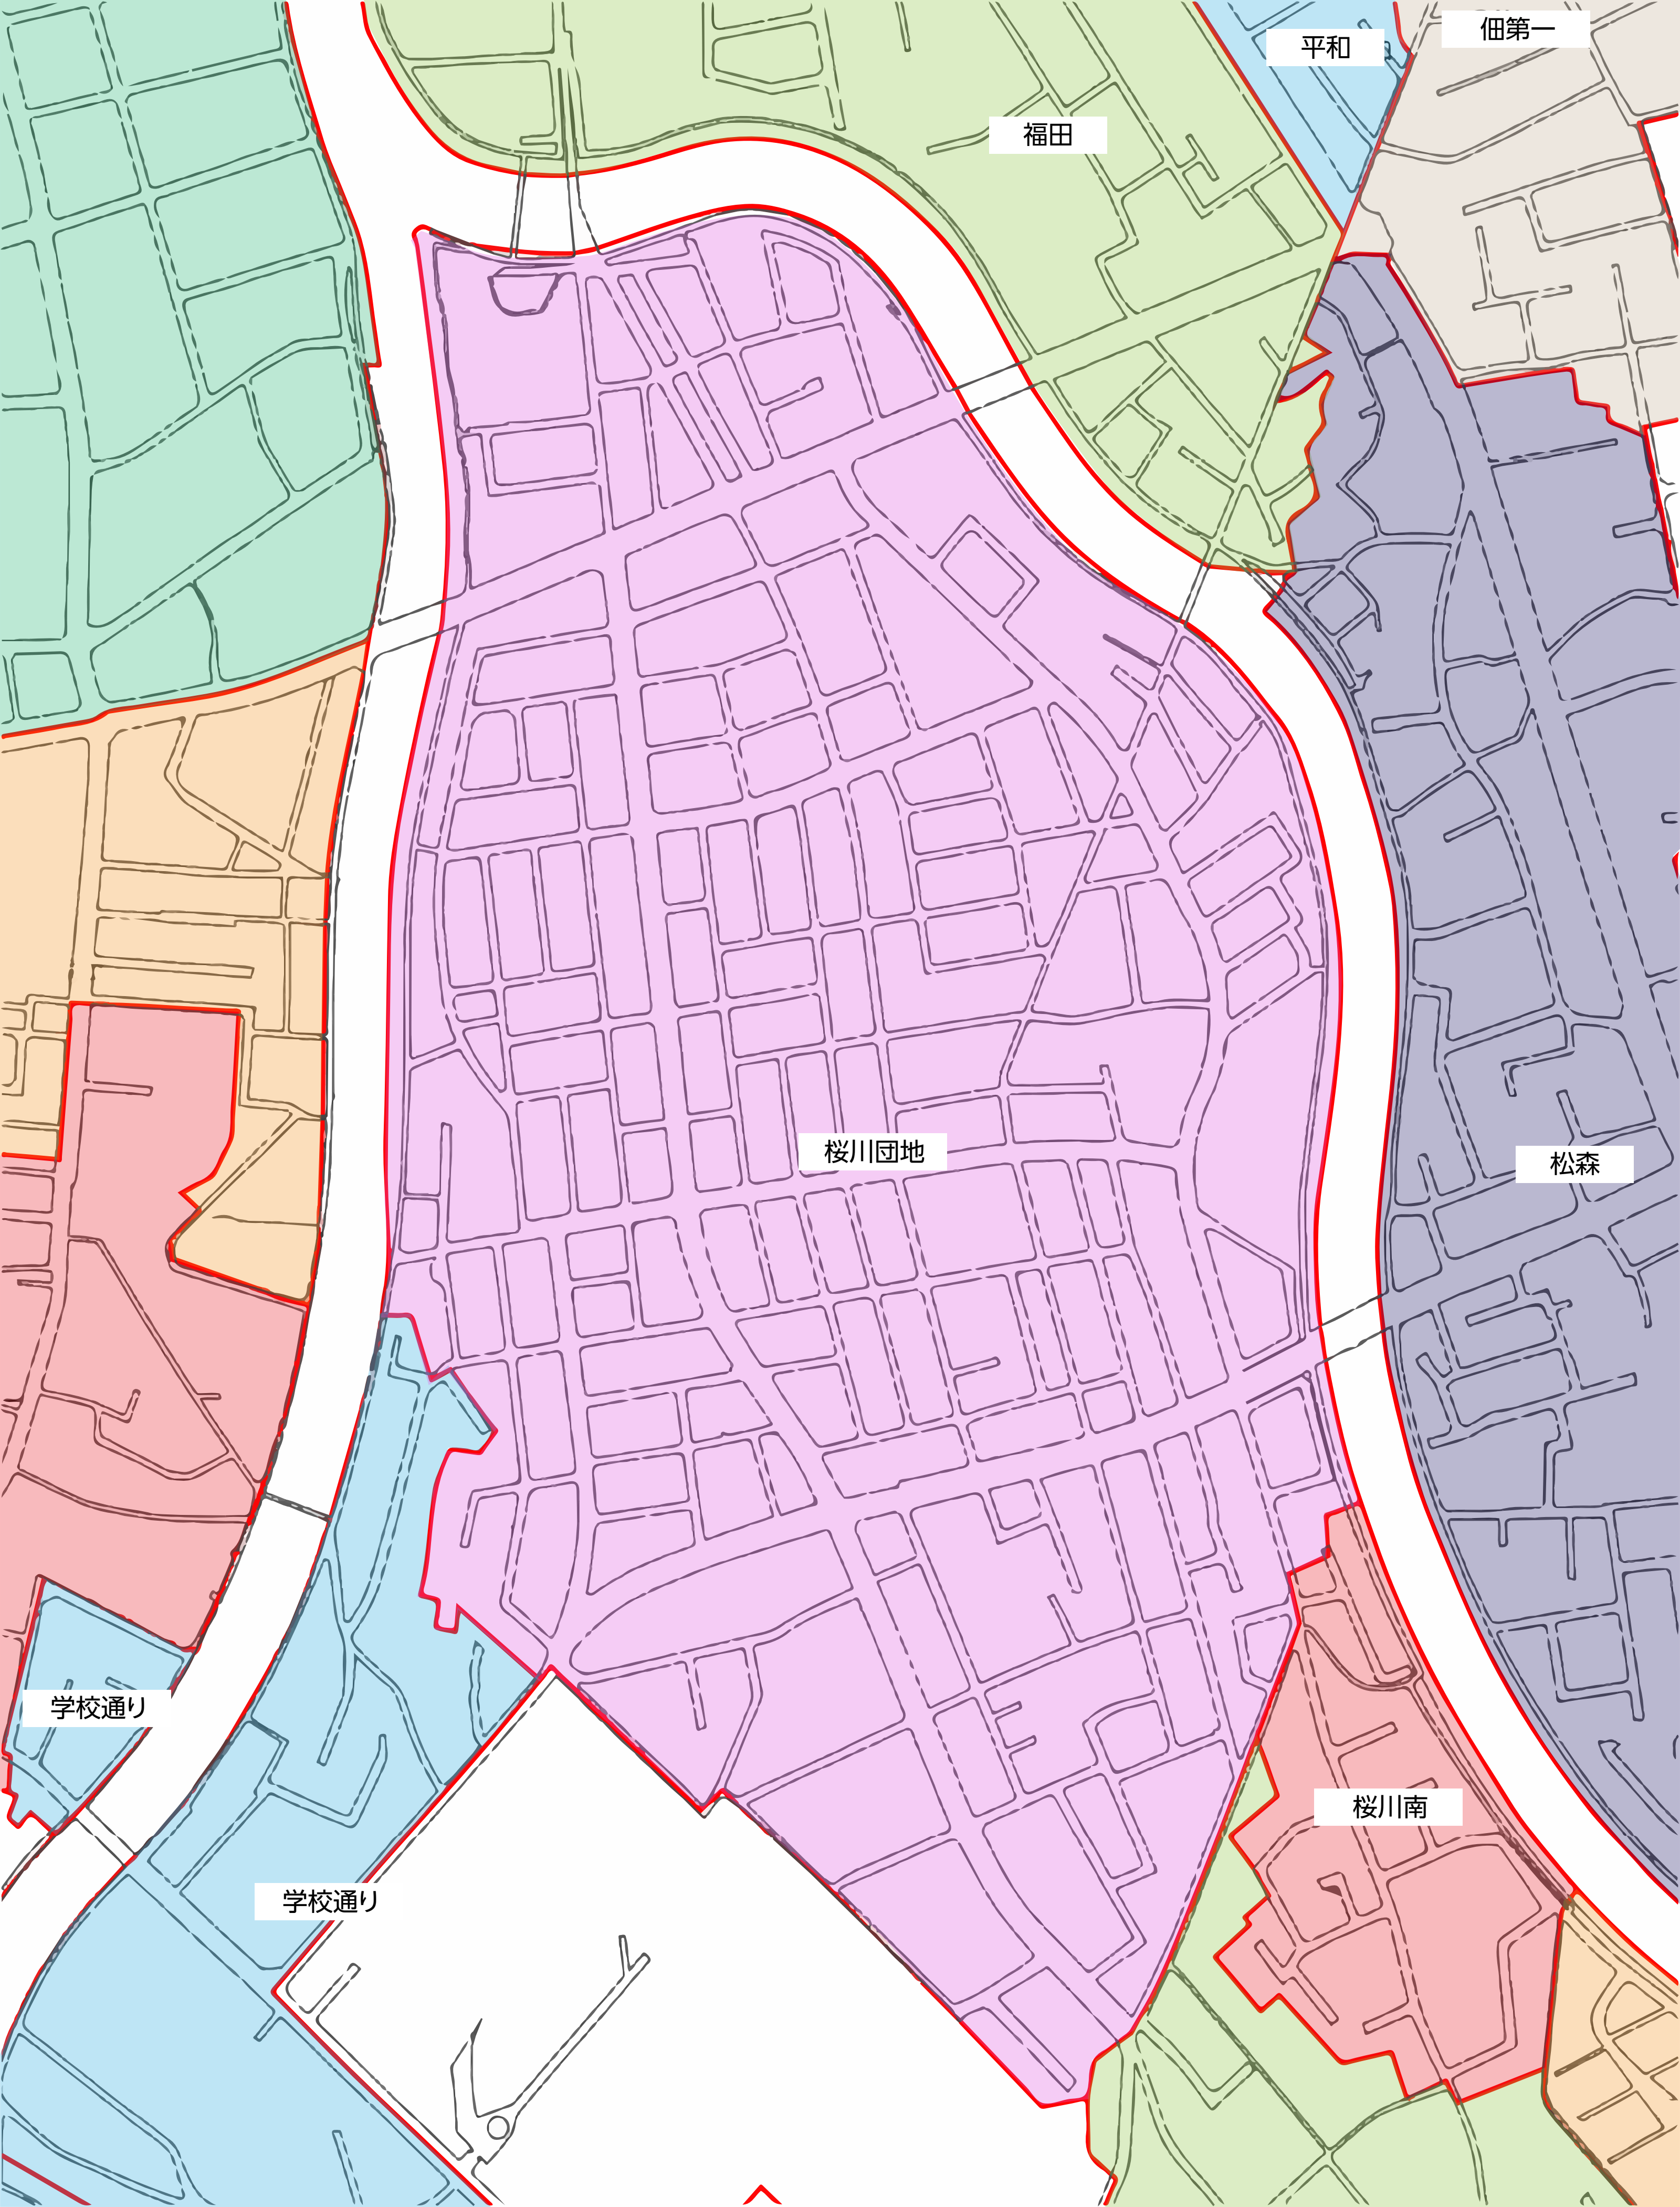 佃第一
平和
福田
桜川団地
松森
学校通り
桜川南
学校通り